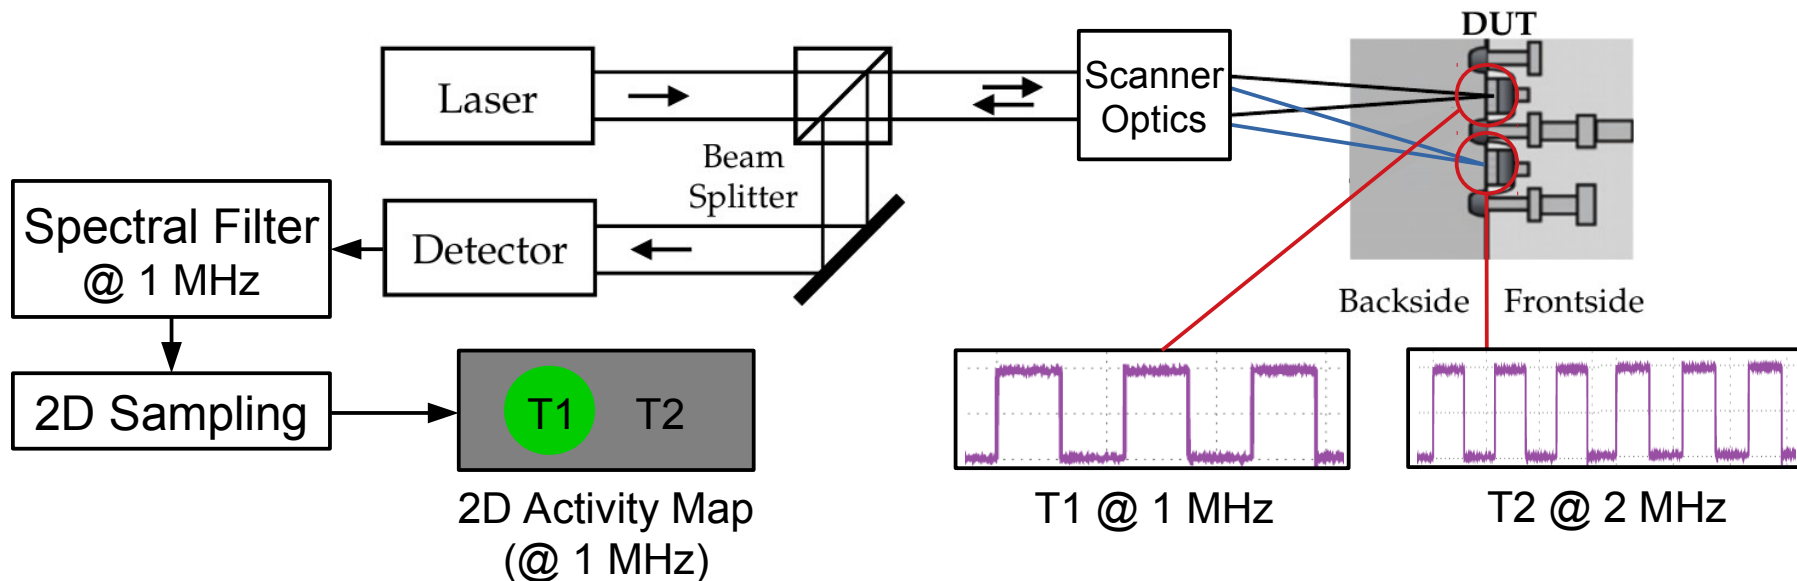 DUT
Laser
Scanner
Optics
Beam
Splitter
Spectral Filter
@ 1 MHz
Detector
Backside
Frontside
2D Sampling
T1
T2
2D Activity Map
(@ 1 MHz)
T1 @ 1 MHz
T2 @ 2 MHz